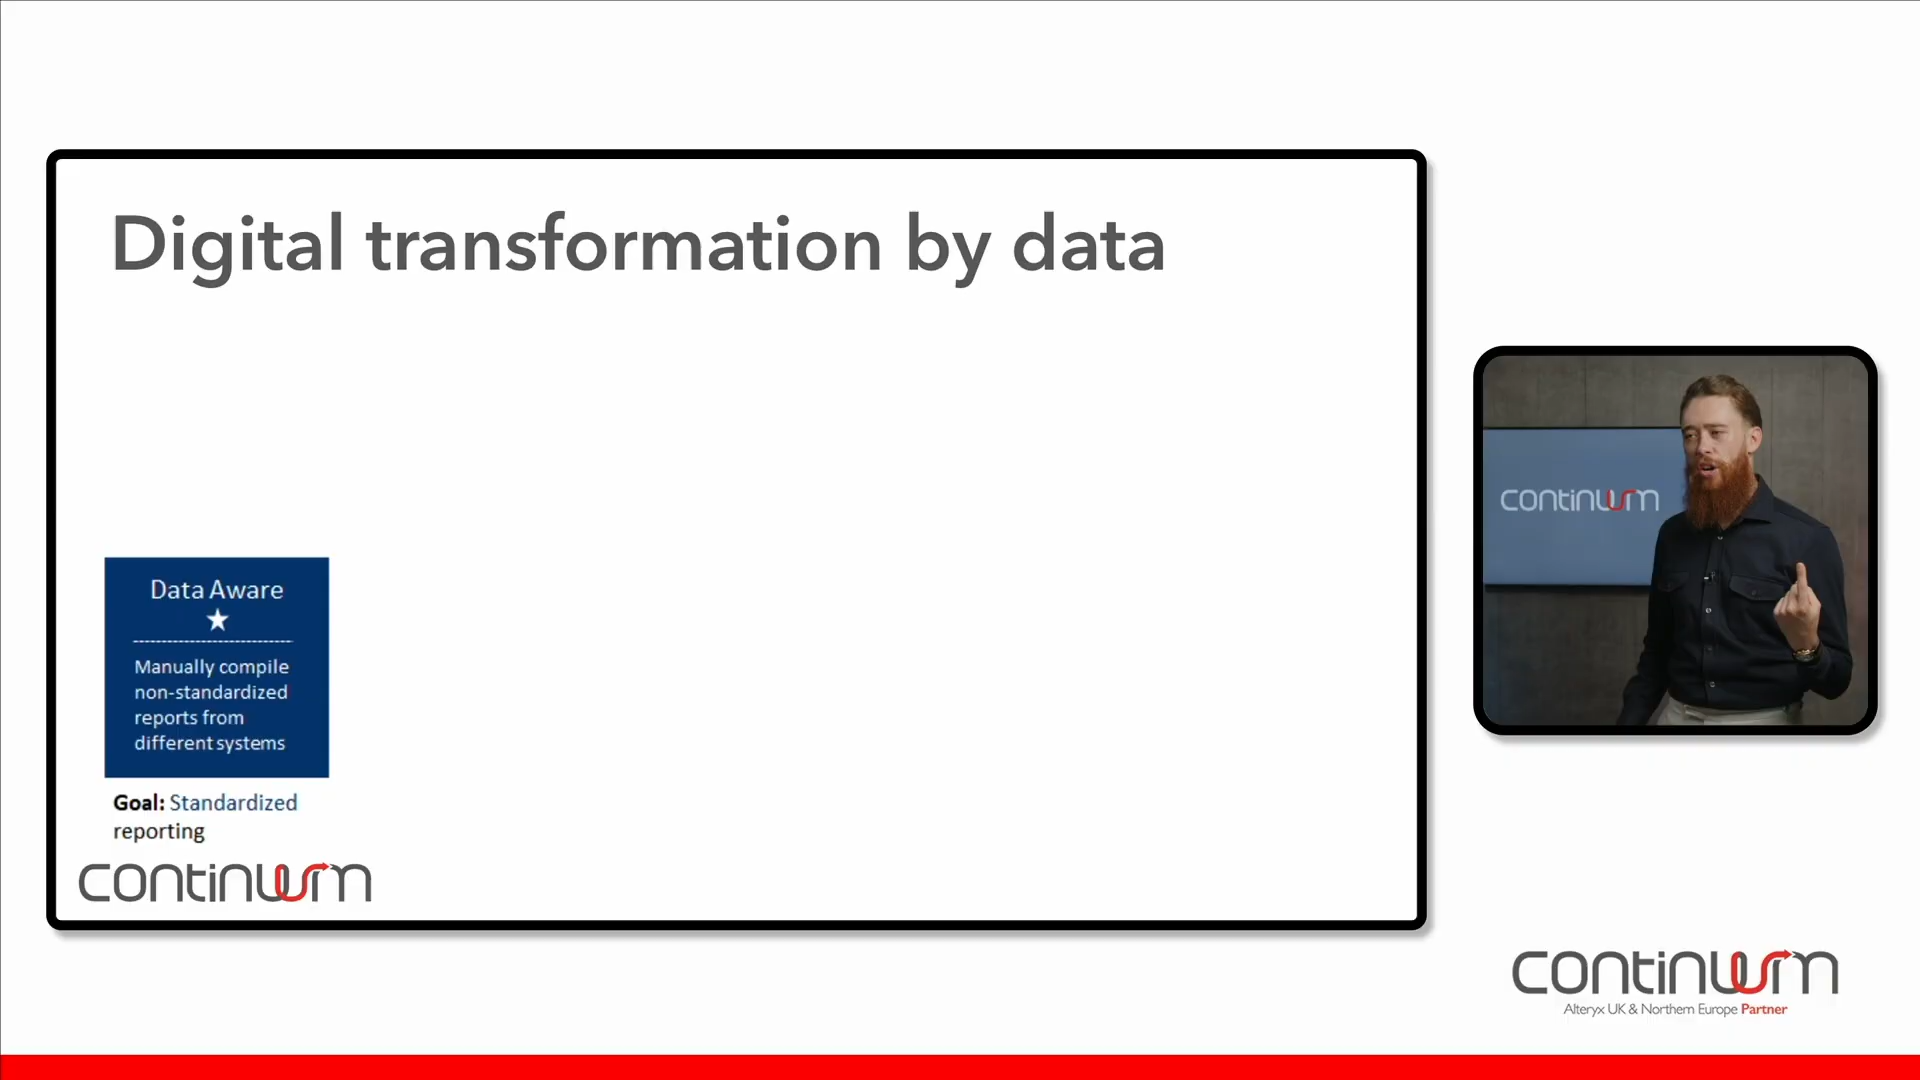 Digital transformation by data
Data Aware
Manually compile
non-standardized
reports from
different systems
Goal: Standardized
reporting
continuum
continuum
continuum
Alteryx UK & Northern Europe Partner